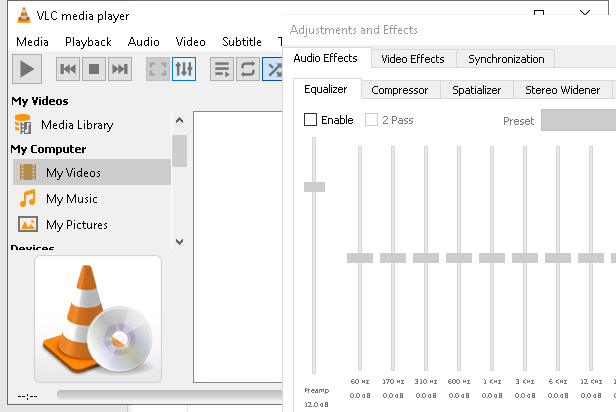 VLC media player
Media Playback Audio Video Subtitle
My Videos
Media Library
My Computer
My Videos
My Music
My Pictures
Devices
--:--
Adjustments and Effects
Audio Effects Video Effects Synchronization
Equalizer Compressor Spatializer Stereo Widener
Enable 2 Pass Preset
60 Hz 170 Hz 310 Hz 600 Hz 1 KHz 3 KHz 6 KHz 12 KHz
Preamp 0.0 dB 0.0 dB 0.0 dB 0.0 dB 0.0 dB 0.0 dB 0.0 dB 0.0 dB
12.0 dB